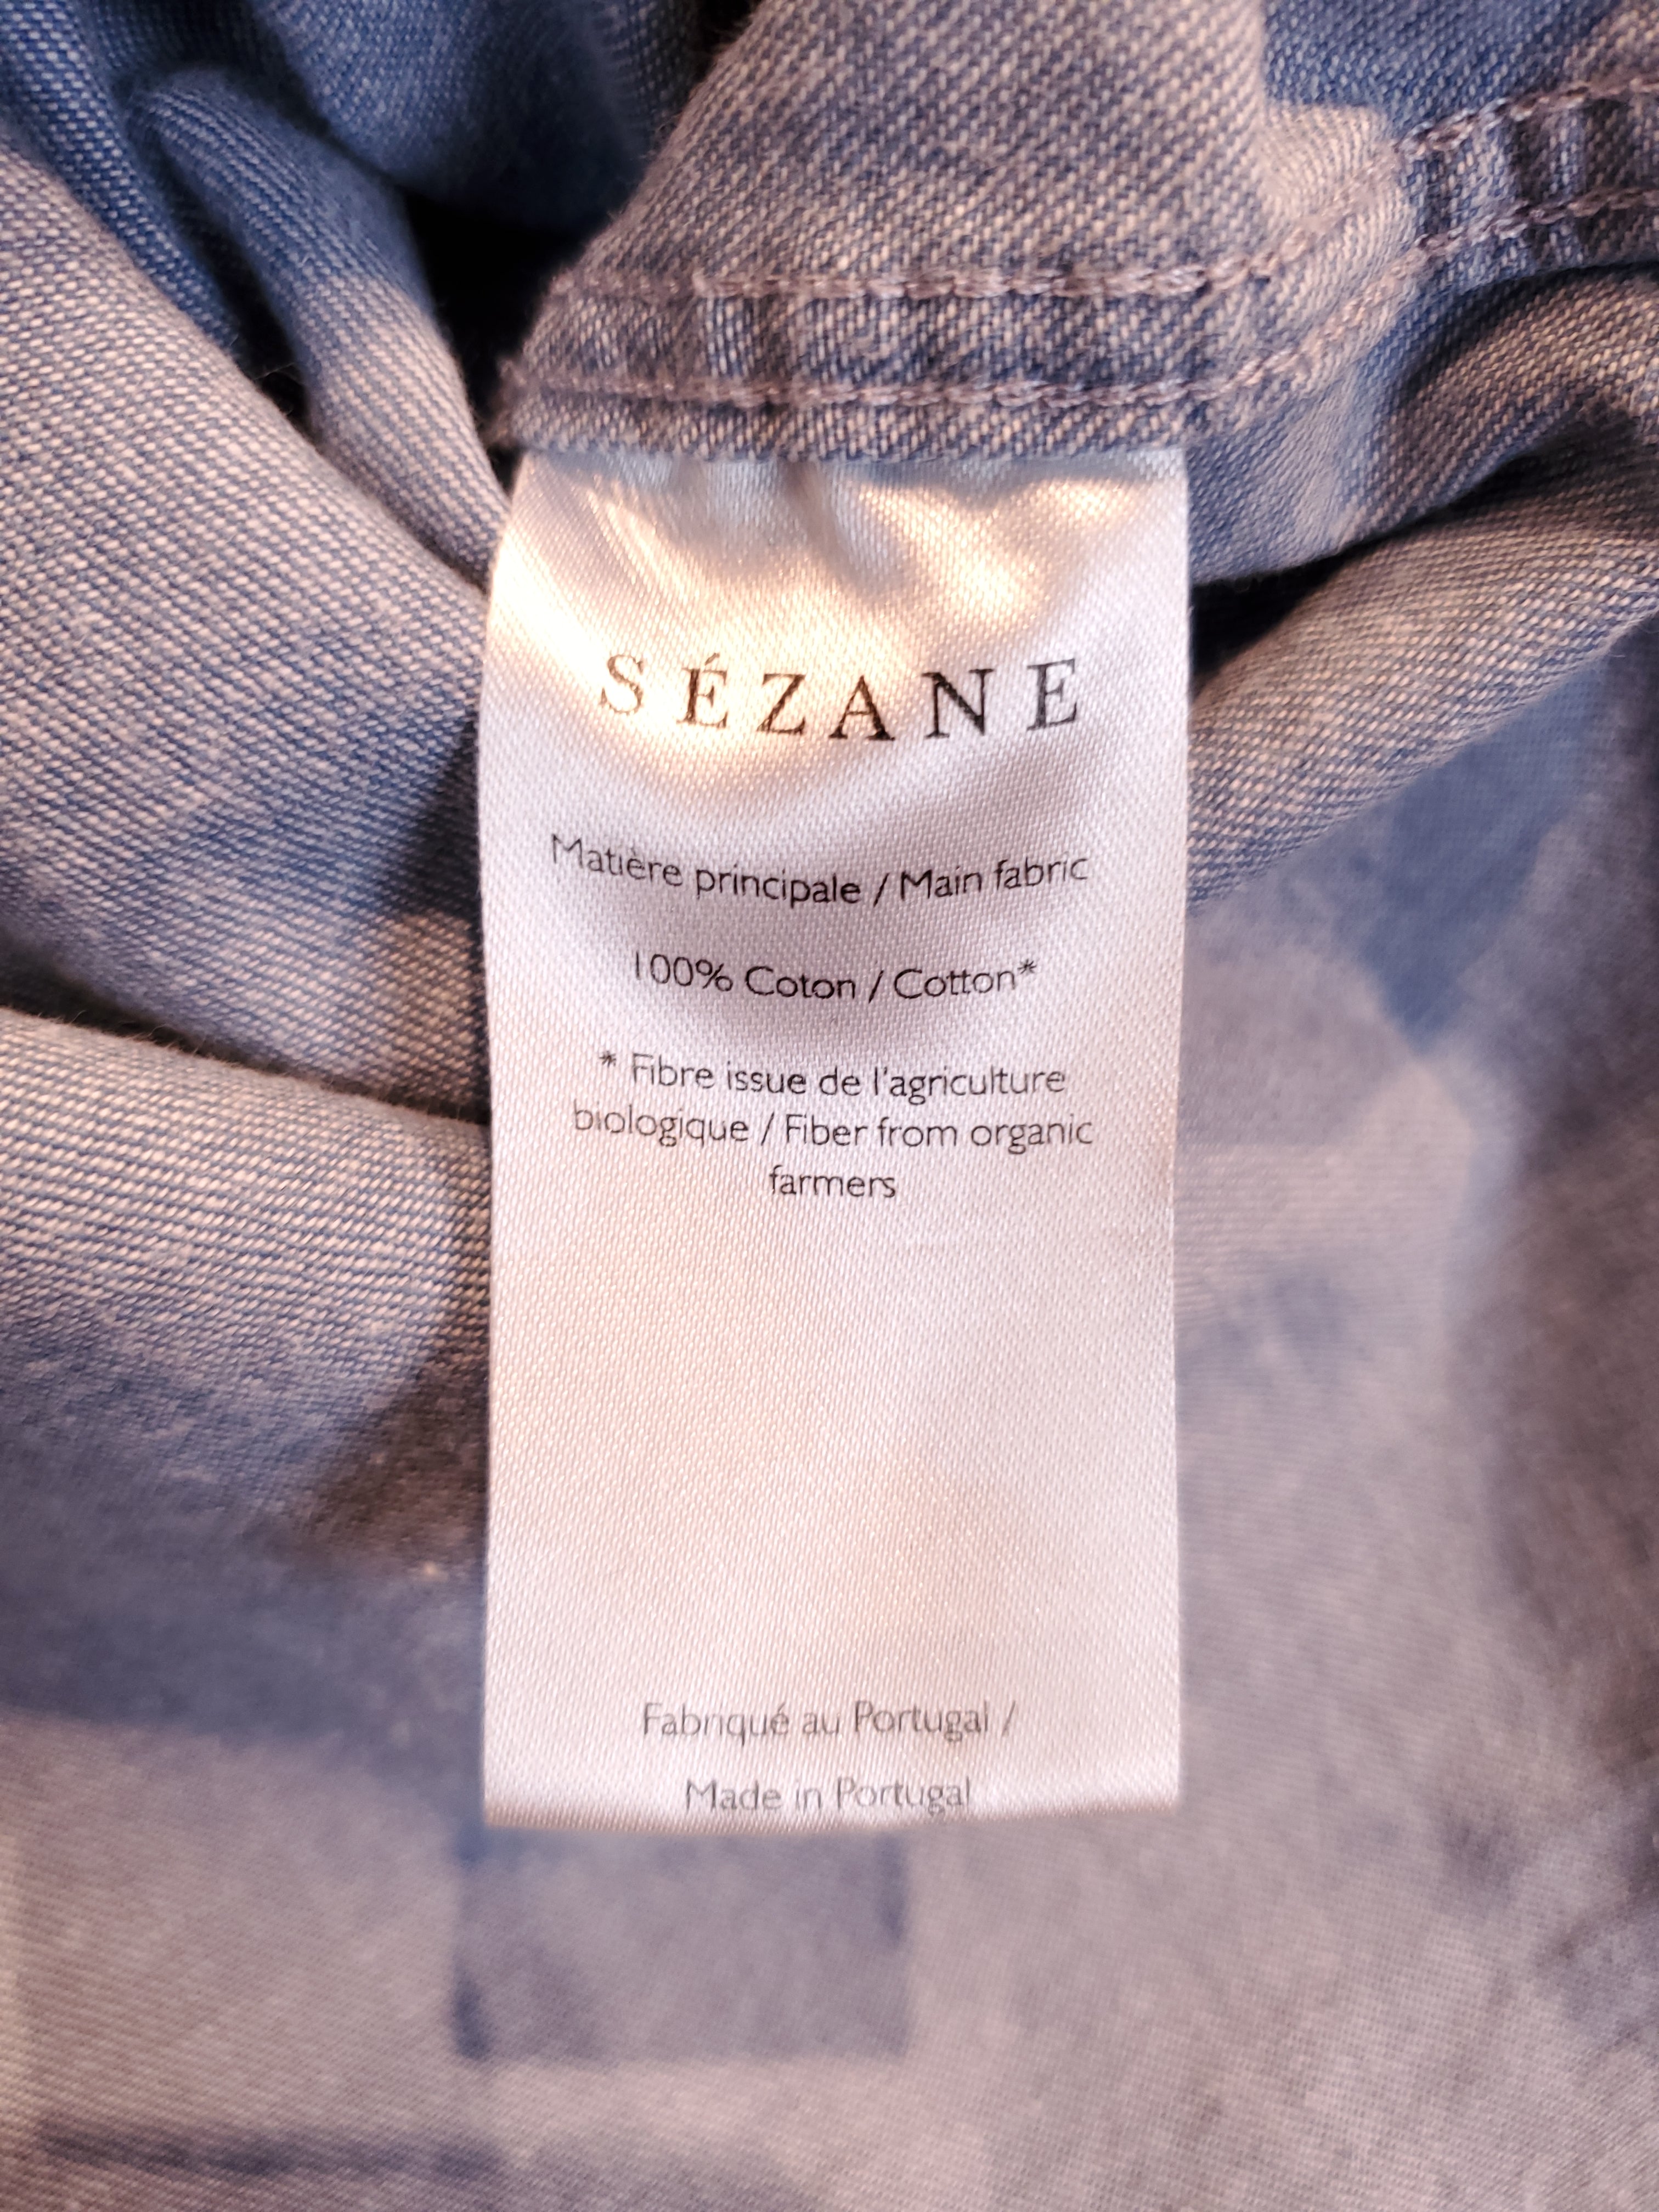 SÉZANE
Matière principale / Main fabric
100% Coton / Cotton*
* Fibre issue de l'agriculture
biologique / Fiber from organic
farmers
Fabriqué au Portugal /
Made in Portugal